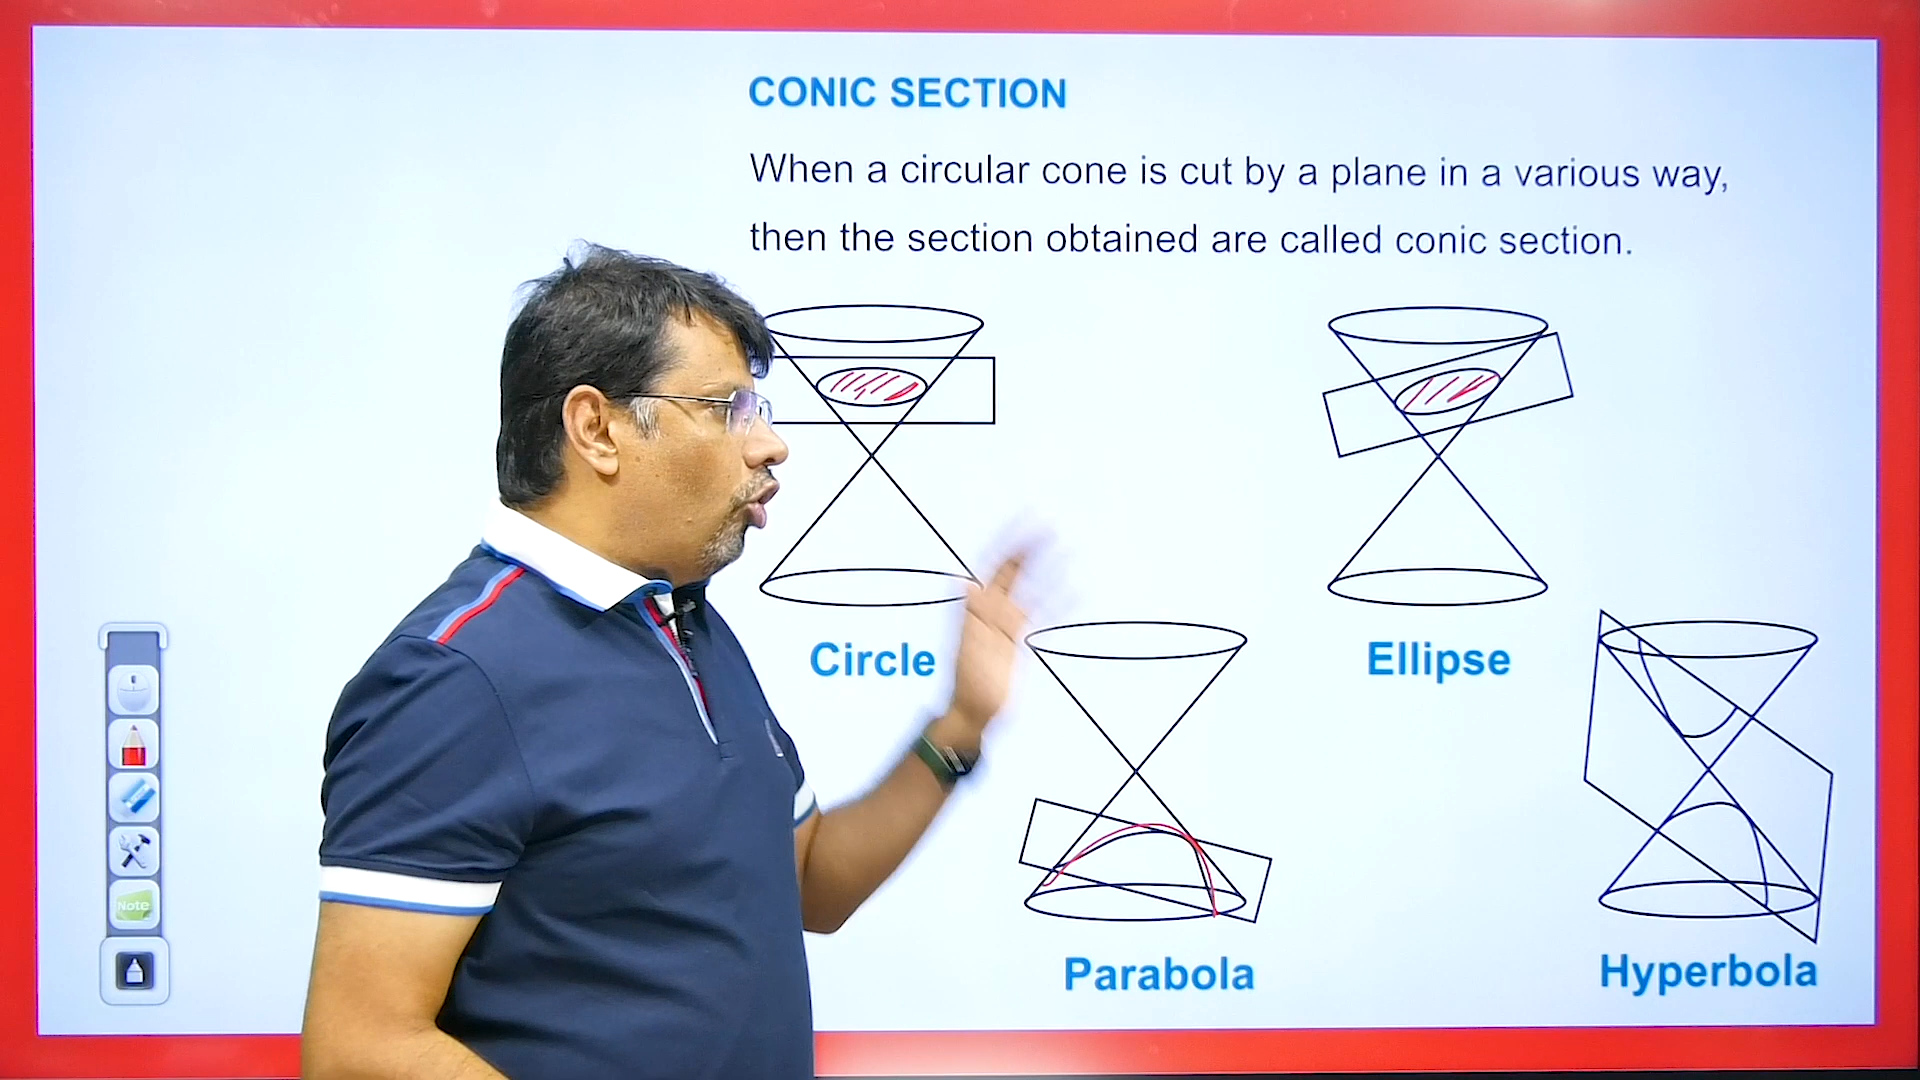 CONIC SECTION
When a circular cone is cut by a plane in a various way,
then the section obtained are called conic section.
Circle
Ellipse
Parabola
Hyperbola
Note